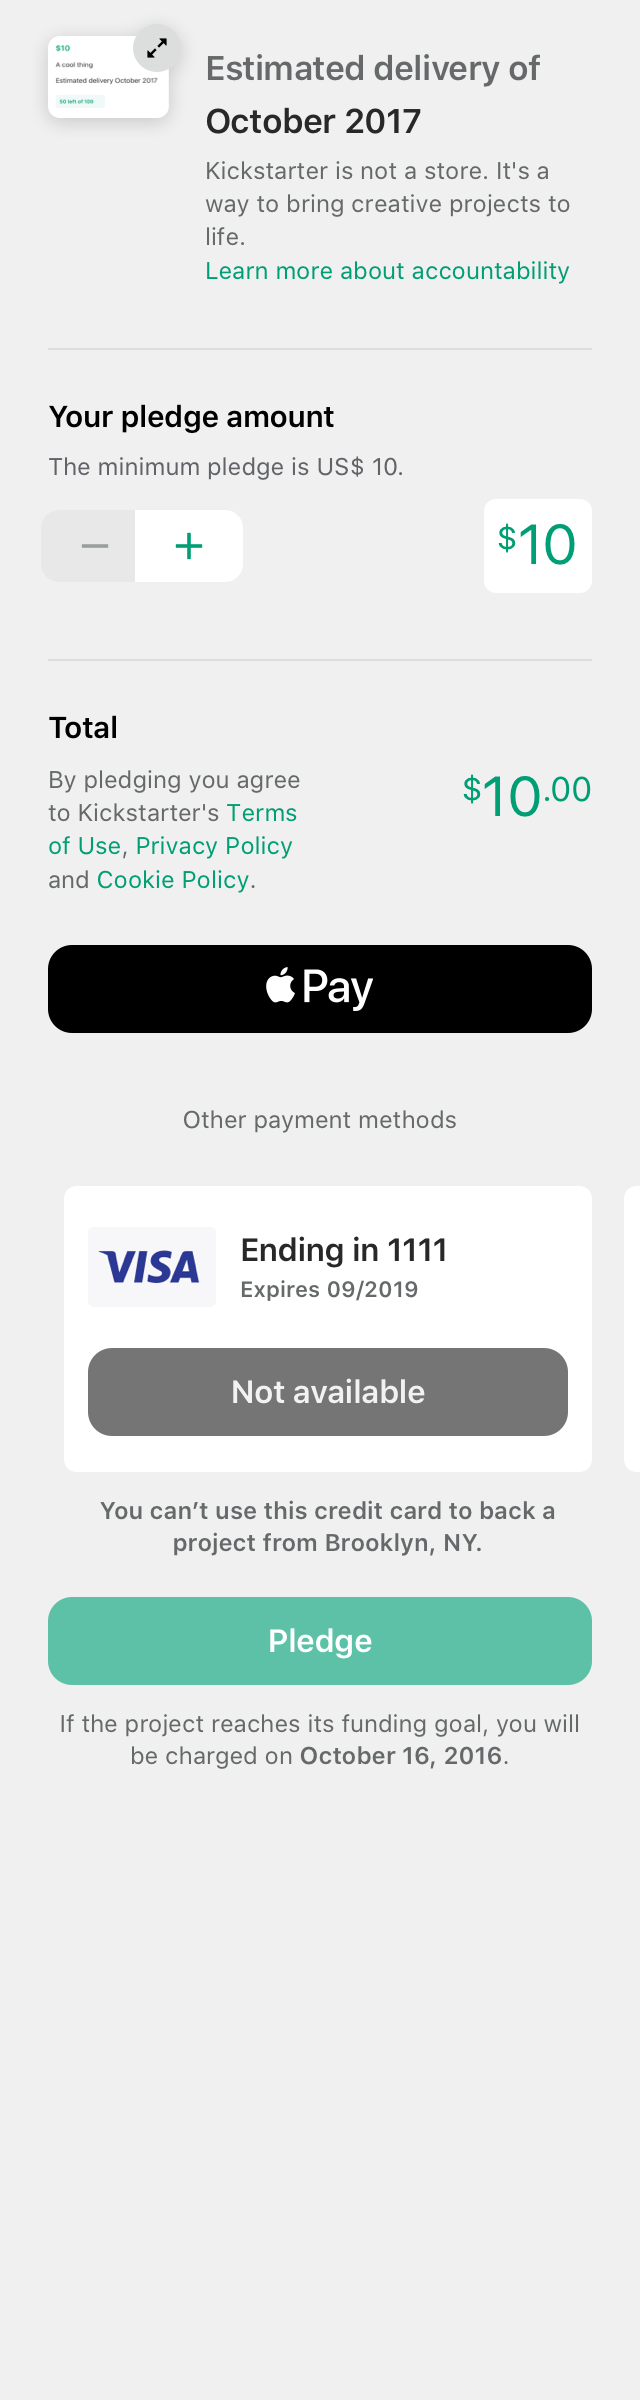 $10
A cool thing
Estimated delivery October 2017
50 left of 100
Estimated delivery of
October 2017
Kickstarter is not a store. It's a
way to bring creative projects to
life.
Learn more about accountability
Your pledge amount
The minimum pledge is US$ 10.
$10
Total
By pledging you agree
to Kickstarter's Terms
of Use, Privacy Policy
and Cookie Policy.
$10.00
Pay
Other payment methods
VISA
Ending in 1111
Expires 09/2019
Not available
You can’t use this credit card to back a
project from Brooklyn, NY.
Pledge
If the project reaches its funding goal, you will
be charged on October 16, 2016.